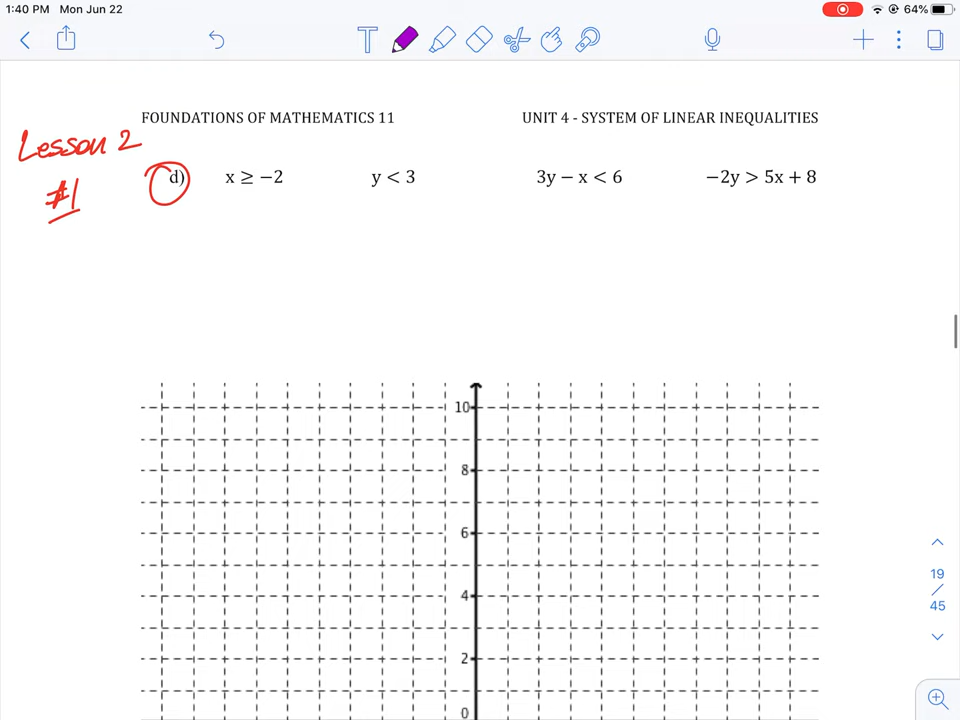 1:40 PM Mon Jun 22 64%
T
FOUNDATIONS OF MATHEMATICS 11 UNIT 4 - SYSTEM OF LINEAR INEQUALITIES
Lesson 2
#1
d) x ≥ −2 y < 3 3y − x < 6 −2y > 5x + 8
10
8
6
4
2
0
19
/
45